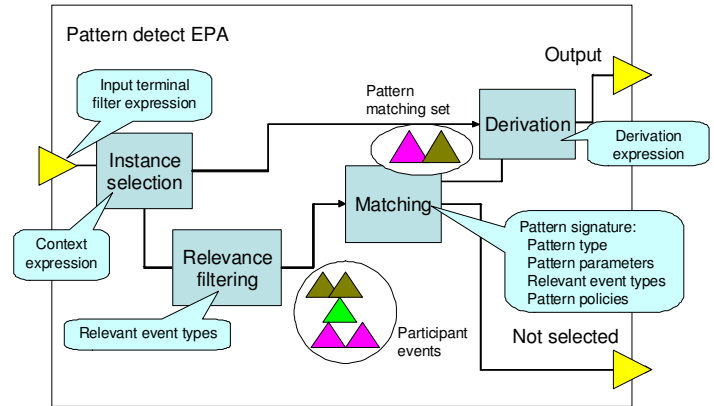 Pattern detect EPA
Output
Input terminal
filter expression
Pattern
matching set
Derivation
Derivation
expression
Instance
selection
Context
expression
Matching
Relevance
filtering
Pattern signature:
Pattern type
Pattern parameters
Relevant event types
Pattern policies
Relevant event types
Participant
events
Not selected